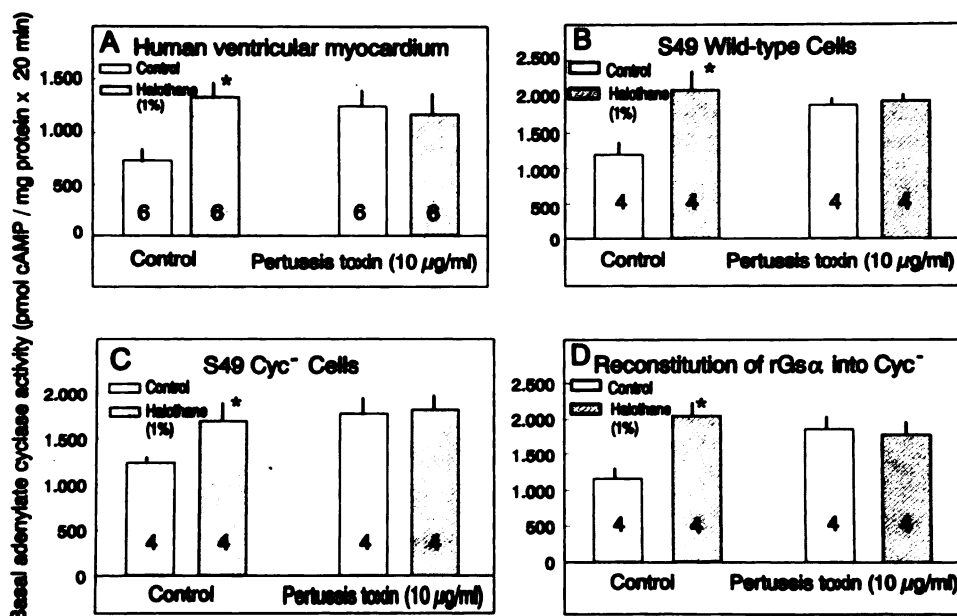 Basal adenylate cyclase activity (pmol cAMP / mg protein x 20 min)
A Human ventricular myocardium
Control
Halothane
(1%)
*
1.500
1.000
500
0
6 6 6 6
Control Pertussis toxin (10 µg/ml)
B S49 Wild-type Cells
Control
Halothane
(1%)
*
2.500
2.000
1.500
1.000
500
0
4 4 4 4
Control Pertussis toxin (10 µg/ml)
C S49 Cyc⁻ Cells
Control
Halothane
(1%)
*
2.000
1.500
1.000
500
0
4 4 4 4
Control Pertussis toxin (10 µg/ml)
D Reconstitution of rGsα into Cyc⁻
Control
Halothane
(1%)
*
2.500
2.000
1.500
1.000
500
0
4 4 4 4
Control Pertussis toxin (10 µg/ml)